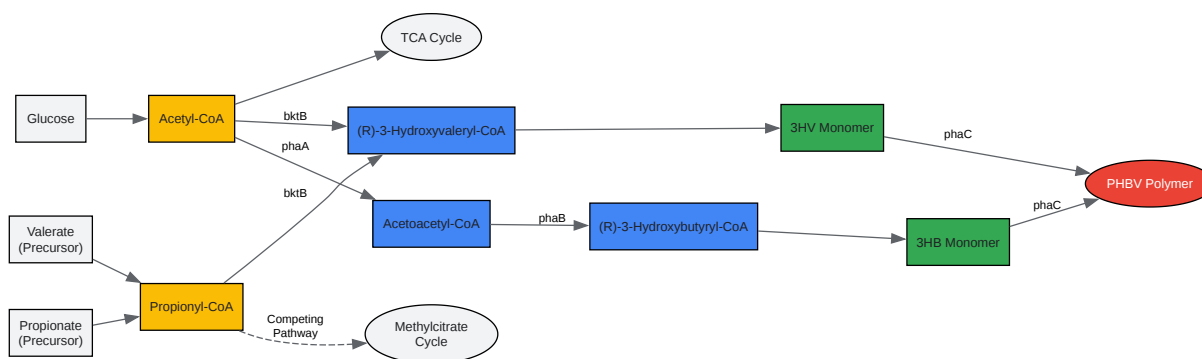 TCA Cycle
Glucose
Acetyl-CoA
bktB
(R)-3-Hydroxyvaleryl-CoA
3HV Monomer
phaC
phaA
bktB
PHBV Polymer
Valerate
(Precursor)
Acetoacetyl-CoA
phaB
(R)-3-Hydroxybutyryl-CoA
3HB Monomer
phaC
Propionyl-CoA
Propionate
(Precursor)
Competing
Pathway
Methylcitrate
Cycle